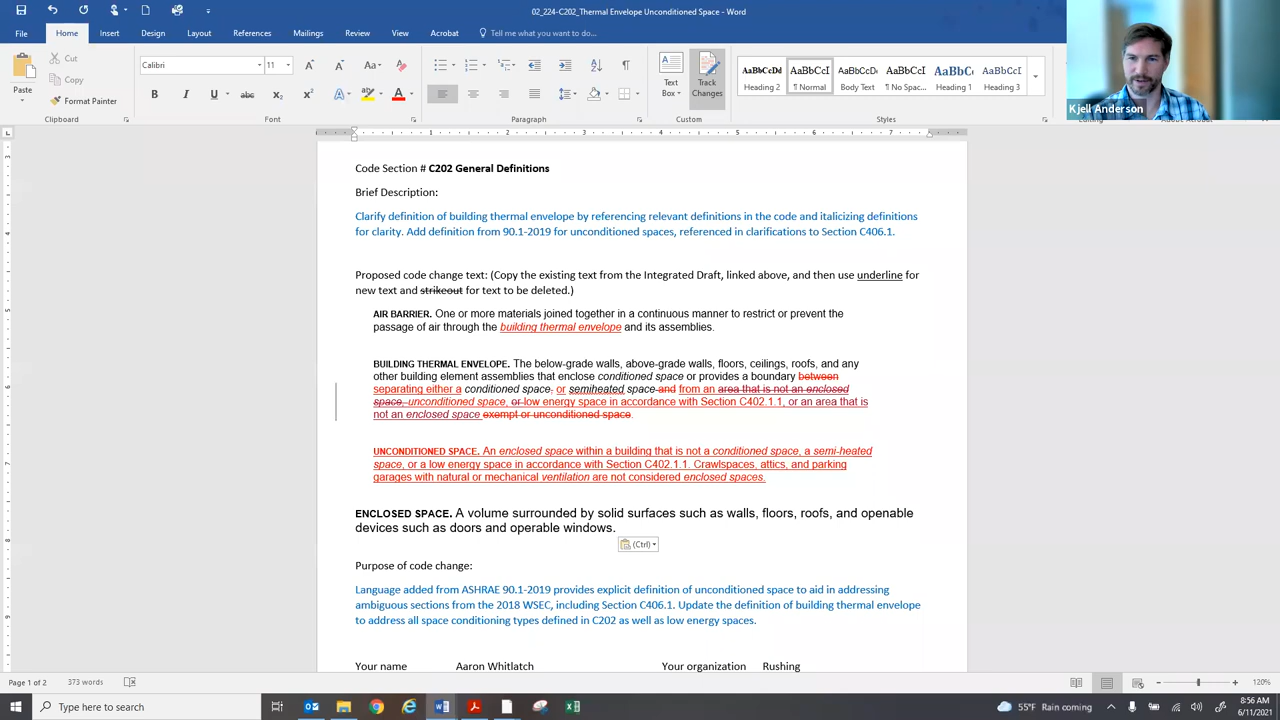 02_224-C202_Thermal Envelope Unconditioned Space - Word
File Home Insert Design Layout References Mailings Review View Acrobat Tell me what you want to do...
Cut
Copy
Format Painter
Paste
Clipboard
Calibri 11
Font
Paragraph
Text Box
Track Changes
Custom
AaBbCcDd AaBbCcI AaBbCcDd AaBbCcI AaBbCcI AaBbCcI
Heading 2 ¶ Normal Body Text ¶ No Spac... Heading 1 Heading 3
Styles
Editing
Kjell Anderson
Code Section # C202 General Definitions
Brief Description:
Clarify definition of building thermal envelope by referencing relevant definitions in the code and italicizing definitions
for clarity. Add definition from 90.1-2019 for unconditioned spaces, referenced in clarifications to Section C406.1.
Proposed code change text: (Copy the existing text from the Integrated Draft, linked above, and then use underline for
new text and strikeout for text to be deleted.)
AIR BARRIER. One or more materials joined together in a continuous manner to restrict or prevent the
passage of air through the building thermal envelope and its assemblies.
BUILDING THERMAL ENVELOPE. The below-grade walls, above-grade walls, floors, ceilings, roofs, and any
other building element assemblies that enclose conditioned space or provides a boundary between
separating either a conditioned space, or semiheated space and from an area that is not an enclosed
space, unconditioned space, or low energy space in accordance with Section C402.1.1, or an area that is
not an enclosed space exempt or unconditioned space.
UNCONDITIONED SPACE. An enclosed space within a building that is not a conditioned space, a semi-heated
space, or a low energy space in accordance with Section C402.1.1. Crawlspaces, attics, and parking
garages with natural or mechanical ventilation are not considered enclosed spaces.
ENCLOSED SPACE. A volume surrounded by solid surfaces such as walls, floors, roofs, and openable
devices such as doors and operable windows.
(Ctrl)
Purpose of code change:
Language added from ASHRAE 90.1-2019 provides explicit definition of unconditioned space to aid in addressing
ambiguous sections from the 2018 WSEC, including Section C406.1. Update the definition of building thermal envelope
to address all space conditioning types defined in C202 as well as low energy spaces.
Your name Aaron Whitlatch Your organization Rushing
Page 1 of 2 373 words 120%
Type here to search
55°F Rain Soon
8:56 AM
6/11/2021